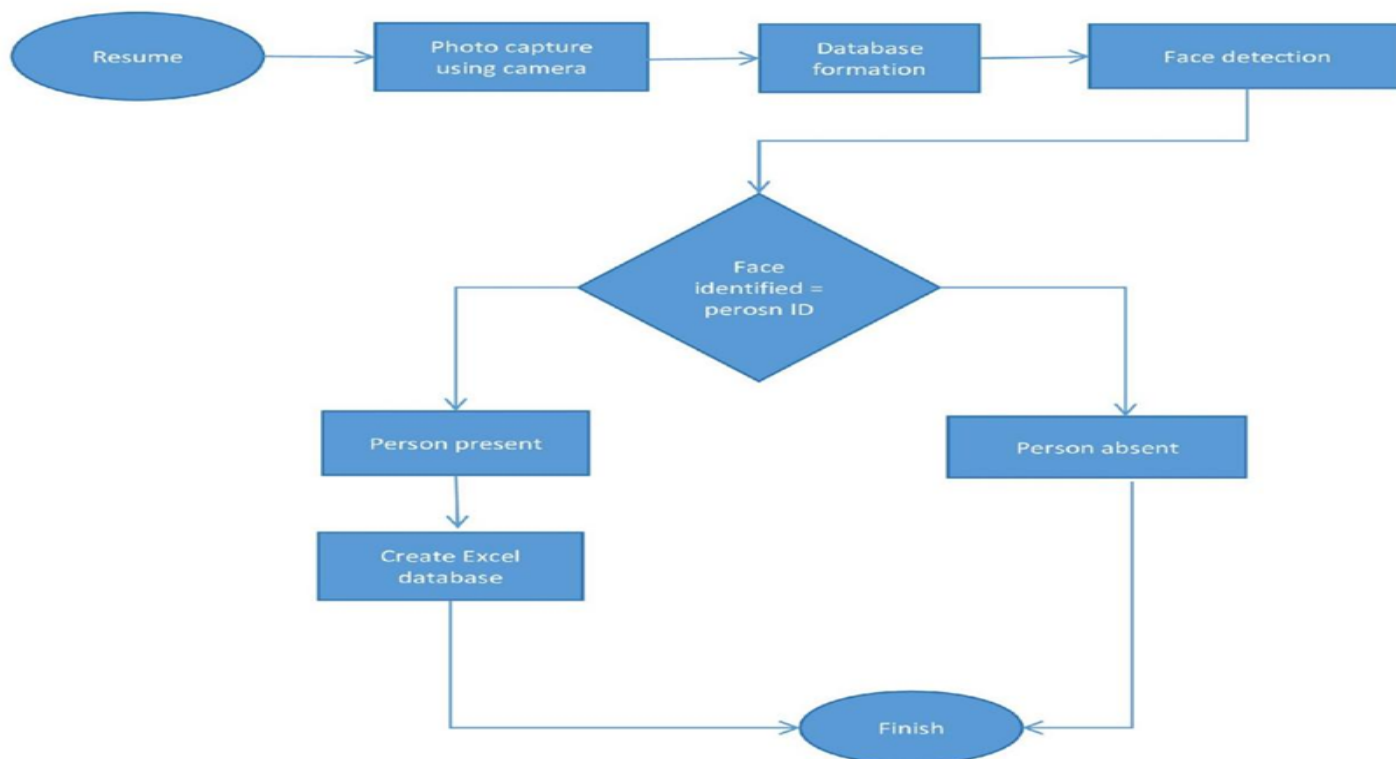 Resume
Photo capture
using camera
Database
formation
Face detection
Face
identified =
perosn ID
Person present
Person absent
Create Excel
database
Finish